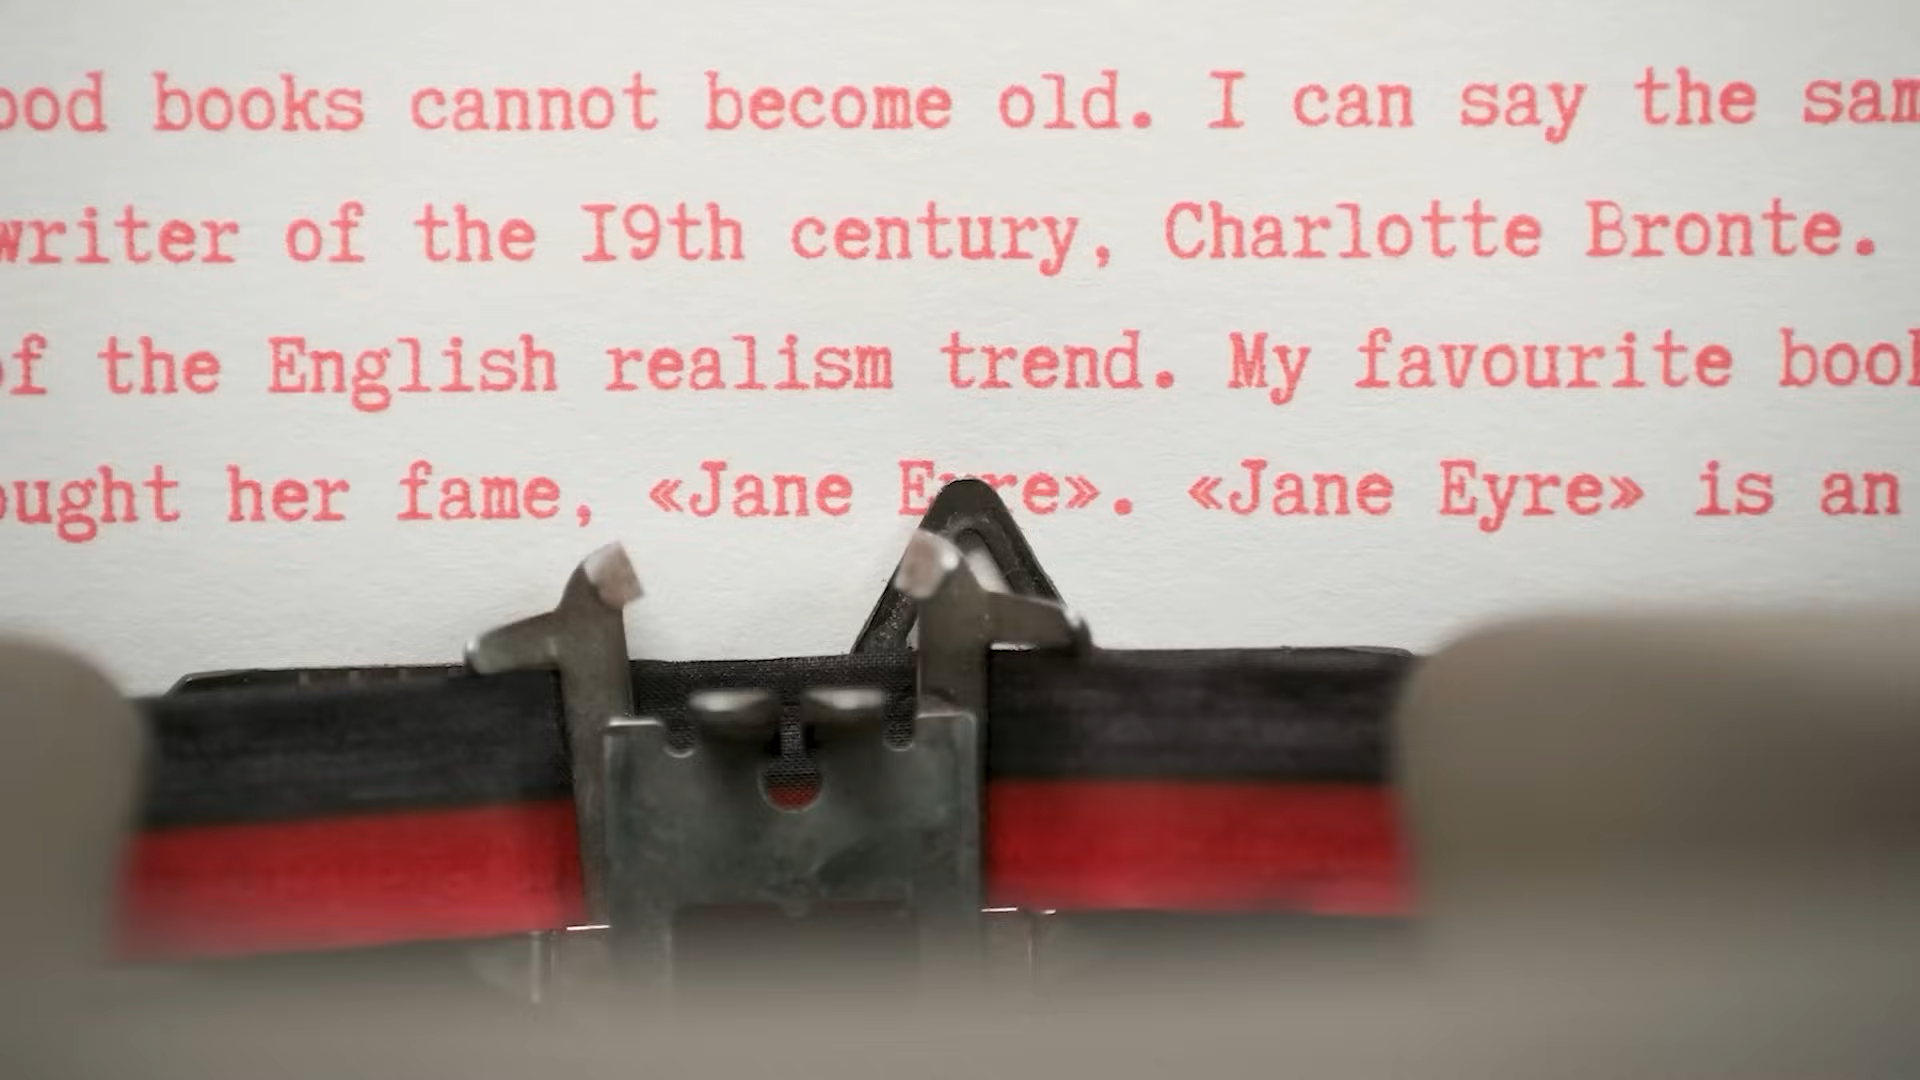 ood books cannot become old. I can say the sam
writer of the I9th century, Charlotte Bronte.
of the English realism trend. My favourite book
ought her fame, «Jane Eyre». «Jane Eyre» is an